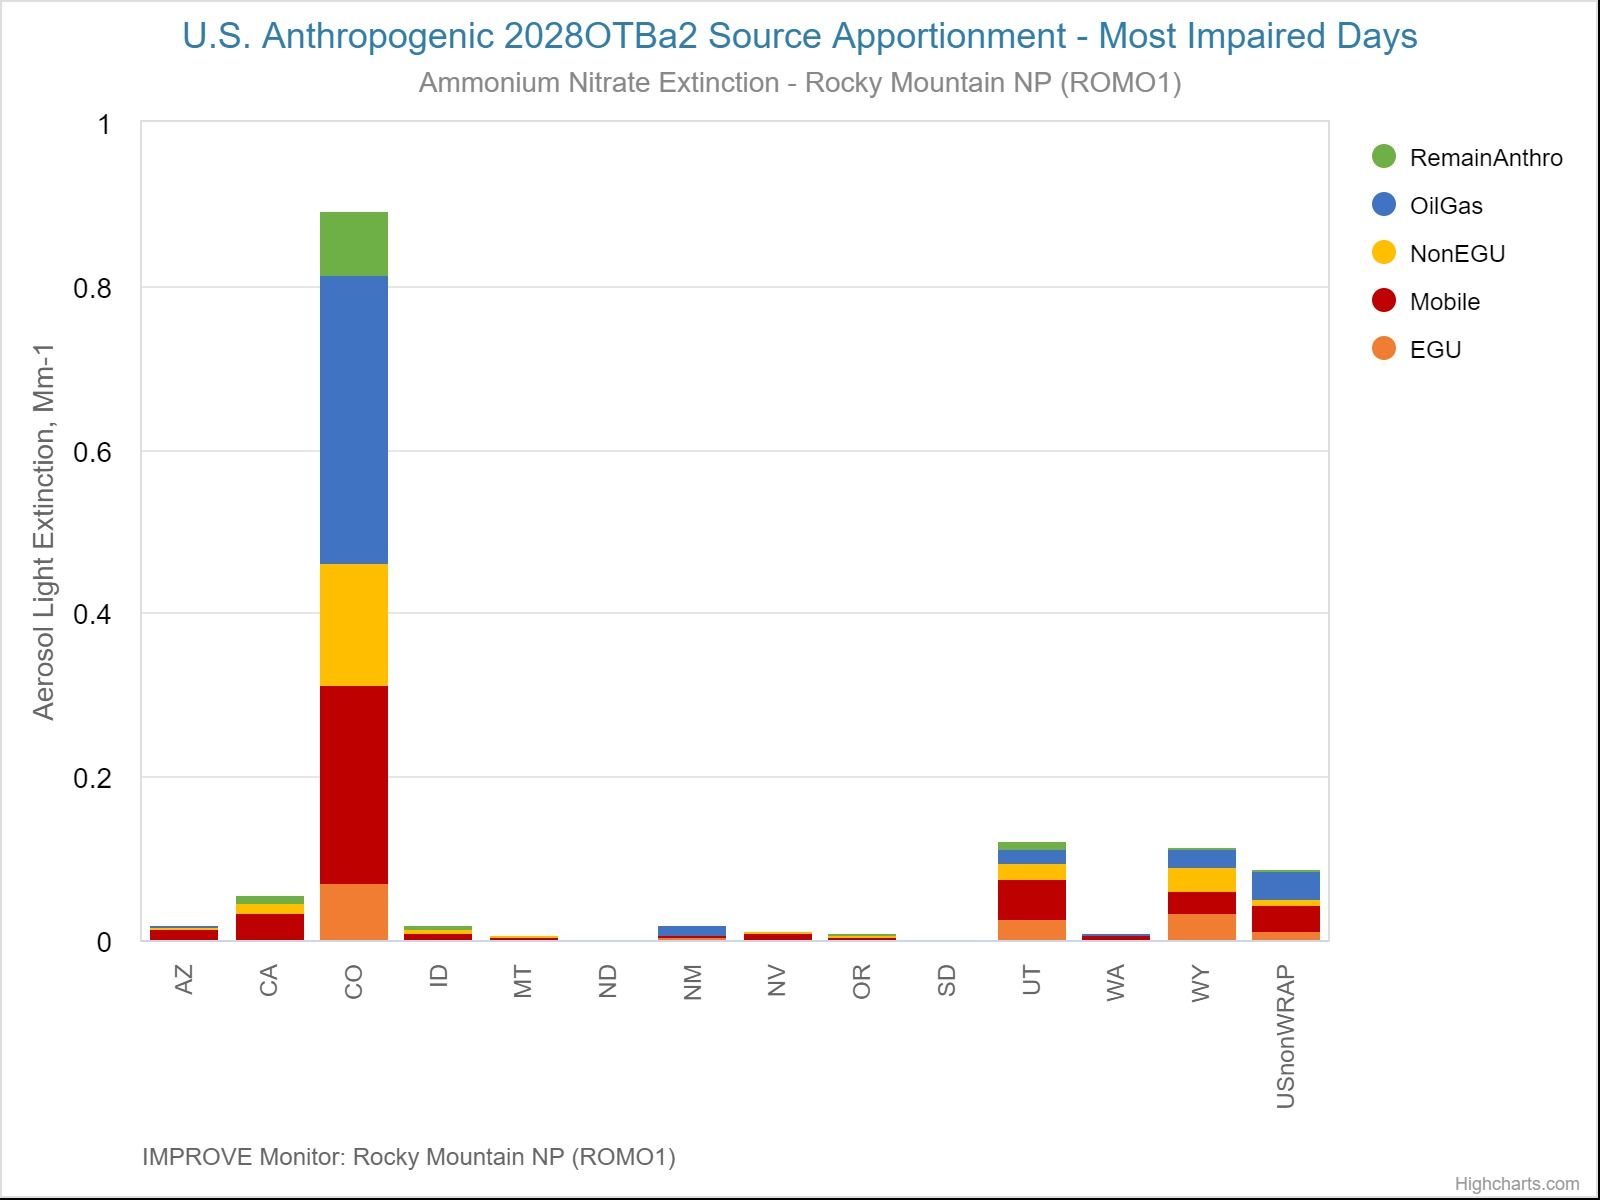 U.S. Anthropogenic 2028OTBa2 Source Apportionment - Most Impaired Days
Ammonium Nitrate Extinction - Rocky Mountain NP (ROMO1)
Aerosol Light Extinction, Mm-1
1
0.8
0.6
0.4
0.2
0
RemainAnthro
OilGas
NonEGU
Mobile
EGU
AZ
CA
CO
ID
MT
ND
NM
NV
OR
SD
UT
WA
WY
USnonWRAP
IMPROVE Monitor: Rocky Mountain NP (ROMO1)
Highcharts.com